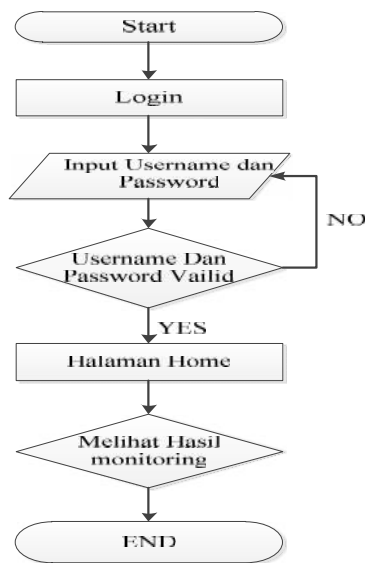 Start
Login
Input Username dan
Password
NO
Username Dan
Password Vailid
YES
Halaman Home
Melihat Hasil
monitoring
END